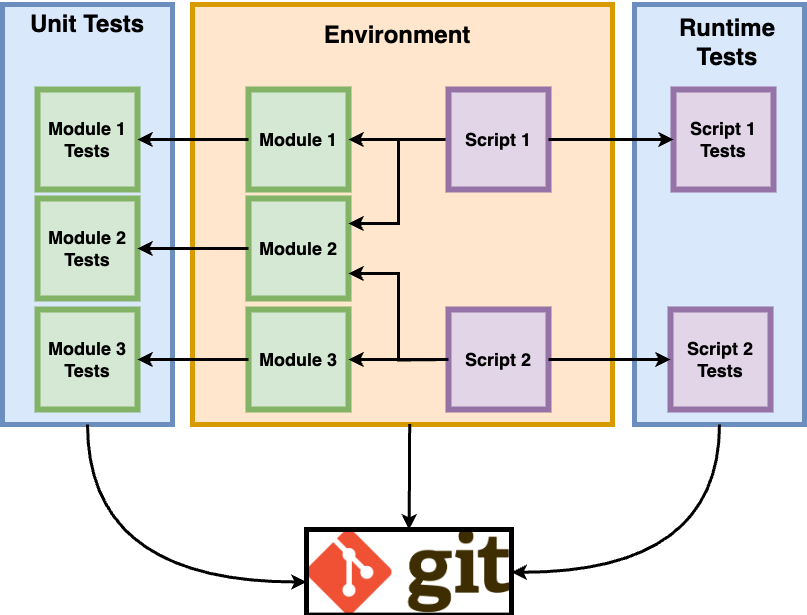 Unit Tests
Environment
Runtime
Tests
Module 1
Tests
Module 1
Script 1
Script 1
Tests
Module 2
Tests
Module 2
Module 3
Tests
Module 3
Script 2
Script 2
Tests
git